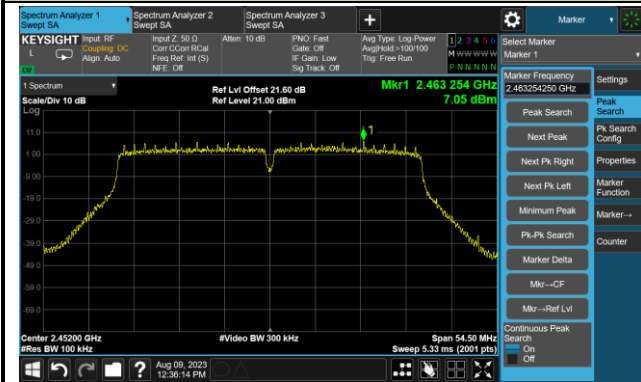 Spectrum Analyzer 1
Swept SA
Spectrum Analyzer 2
Swept SA
Spectrum Analyzer 3
Swept SA
+
Marker
KEYSIGHT
L
LW
Input: RF
Coupling: DC
Align: Auto
Input Z: 50 Ω
Corr CCorr RCal
Freq Ref: Int (S)
NFE: Off
Atten: 10 dB
PNO: Fast
Gate: Off
IF Gain: Low
Sig Track: Off
Avg Type: Log-Power
Avg|Hold:>100/100
Trig: Free Run
1 2 3 4 5 6
M W W W W W
P N N N N N
Select Marker
Marker 1
1 Spectrum
Scale/Div 10 dB
Log
Ref Lvl Offset 21.60 dB
Ref Level 21.00 dBm
Mkr1 2.463 254 GHz
7.05 dBm
11.0
1.00
-9.00
-19.0
-29.0
-39.0
-49.0
-59.0
-69.0
1
Center 2.45200 GHz
#Res BW 100 kHz
#Video BW 300 kHz
Span 54.50 MHz
Sweep 5.33 ms (2001 pts)
Marker Frequency
2.463254250 GHz
Peak Search
Next Peak
Next Pk Right
Next Pk Left
Minimum Peak
Pk-Pk Search
Marker Delta
Mkr→CF
Mkr→Ref Lvl
Continuous Peak
Search
On
Off
Settings
Peak
Search
Pk Search
Config
Properties
Marker
Function
Marker→
Counter
?
Aug 09, 2023
12:36:14 PM